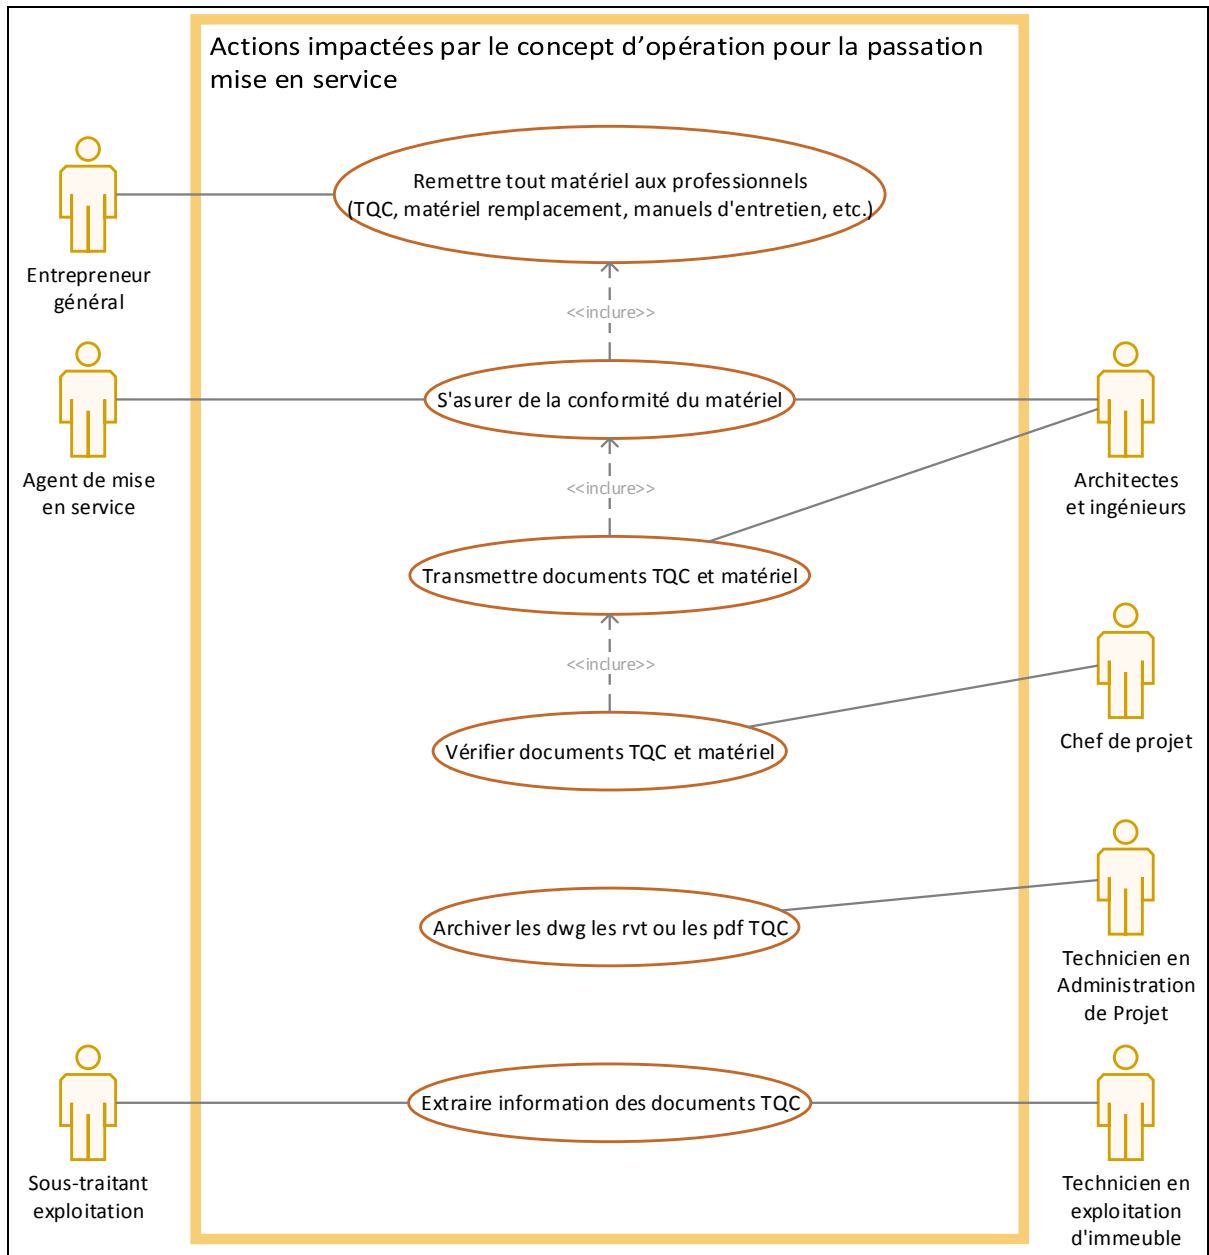 Actions impactées par le concept d’opération pour la passation
mise en service
Remettre tout matériel aux professionnels
(TQC, matériel remplacement, manuels d'entretien, etc.)
Entrepreneur
général
<<inclure>>
S'asurer de la conformité du matériel
Agent de mise
en service
Architectes
et ingénieurs
<<inclure>>
Transmettre documents TQC et matériel
<<inclure>>
Chef de projet
Vérifier documents TQC et matériel
Archiver les dwg les rvt ou les pdf TQC
Technicien en
Administration
de Projet
Extraire information des documents TQC
Sous-traitant
exploitation
Technicien en
exploitation
d'immeuble